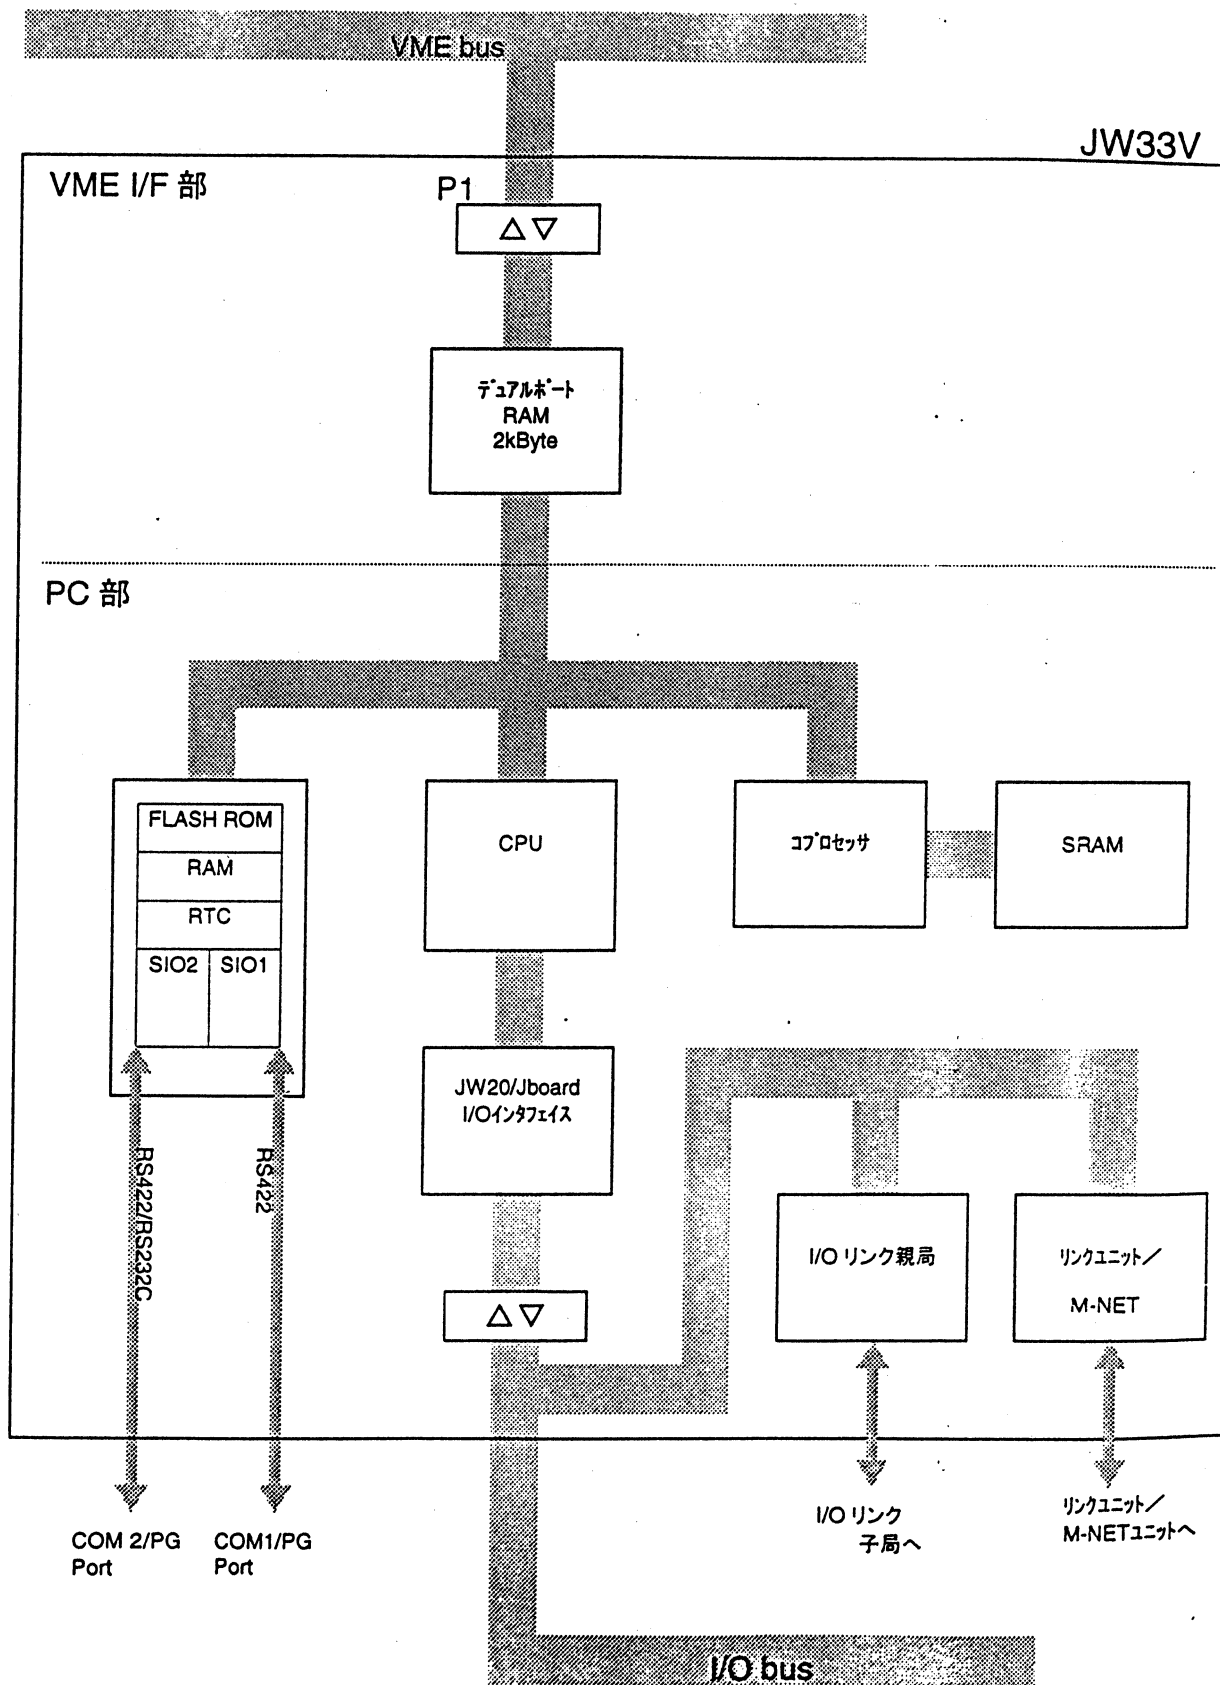 VME bus
JW33V
VME I/F 部
P1
△ ▽
デュアルポート
RAM
2kByte
PC 部
FLASH ROM
RAM
RTC
SIO2
SIO1
CPU
コプロセッサ
SRAM
JW20/Jboard
I/Oインタフェイス
RS422/RS232C
RS422
I/O リンク親局
リンクユニット／
M-NET
△ ▽
COM 2/PG
Port
COM1/PG
Port
I/O リンク
子局へ
リンクユニット／
M-NETユニットへ
I/O bus